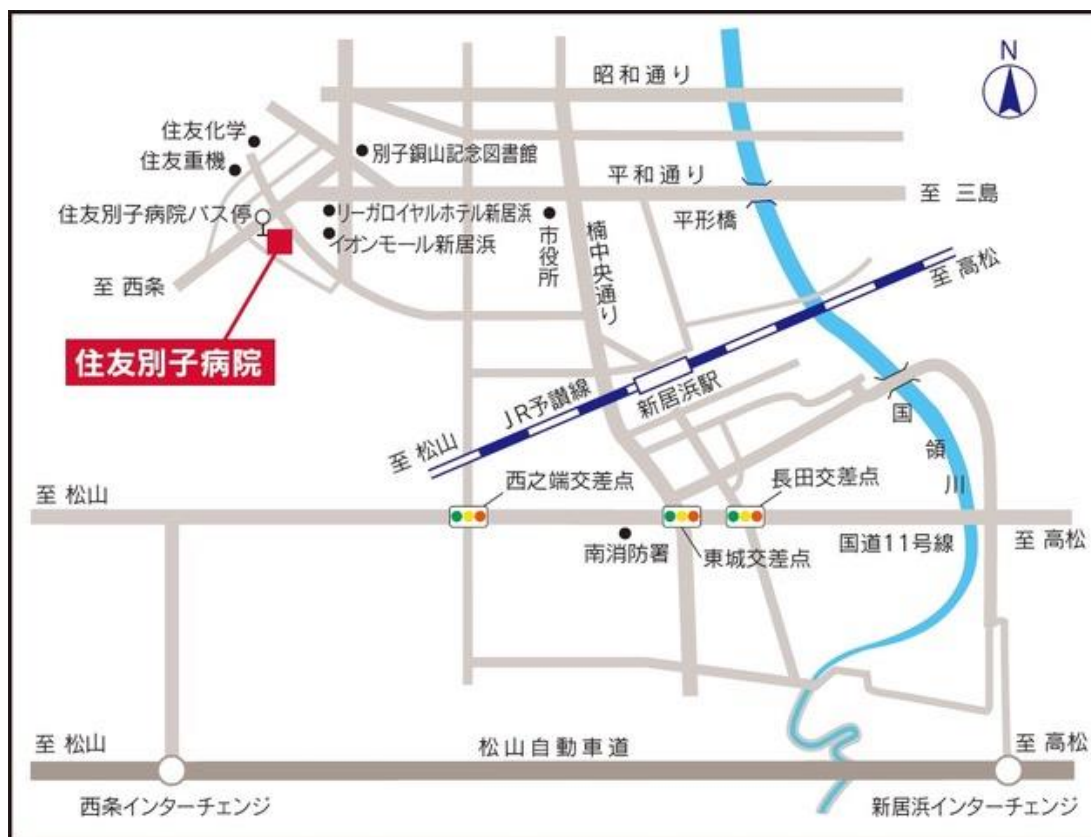 N
昭和通り
住友化学
住友重機
別子銅山記念図書館
平和通り
至 三島
住友別子病院バス停
リーガロイヤルホテル新居浜
イオンモール新居浜
市役所
楠中央通り
平形橋
至 高松
至 西条
住友別子病院
JR予讃線
新居浜駅
至 松山
国領川
至 松山
西之端交差点
長田交差点
南消防署
東城交差点
国道11号線
至 高松
至 松山
松山自動車道
至 高松
西条インターチェンジ
新居浜インターチェンジ